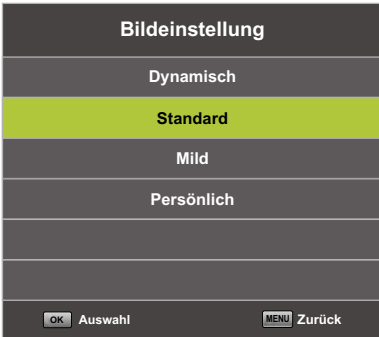 Bildeinstellung
Dynamisch
Standard
Mild
Persönlich
OK Auswahl MENU Zurück